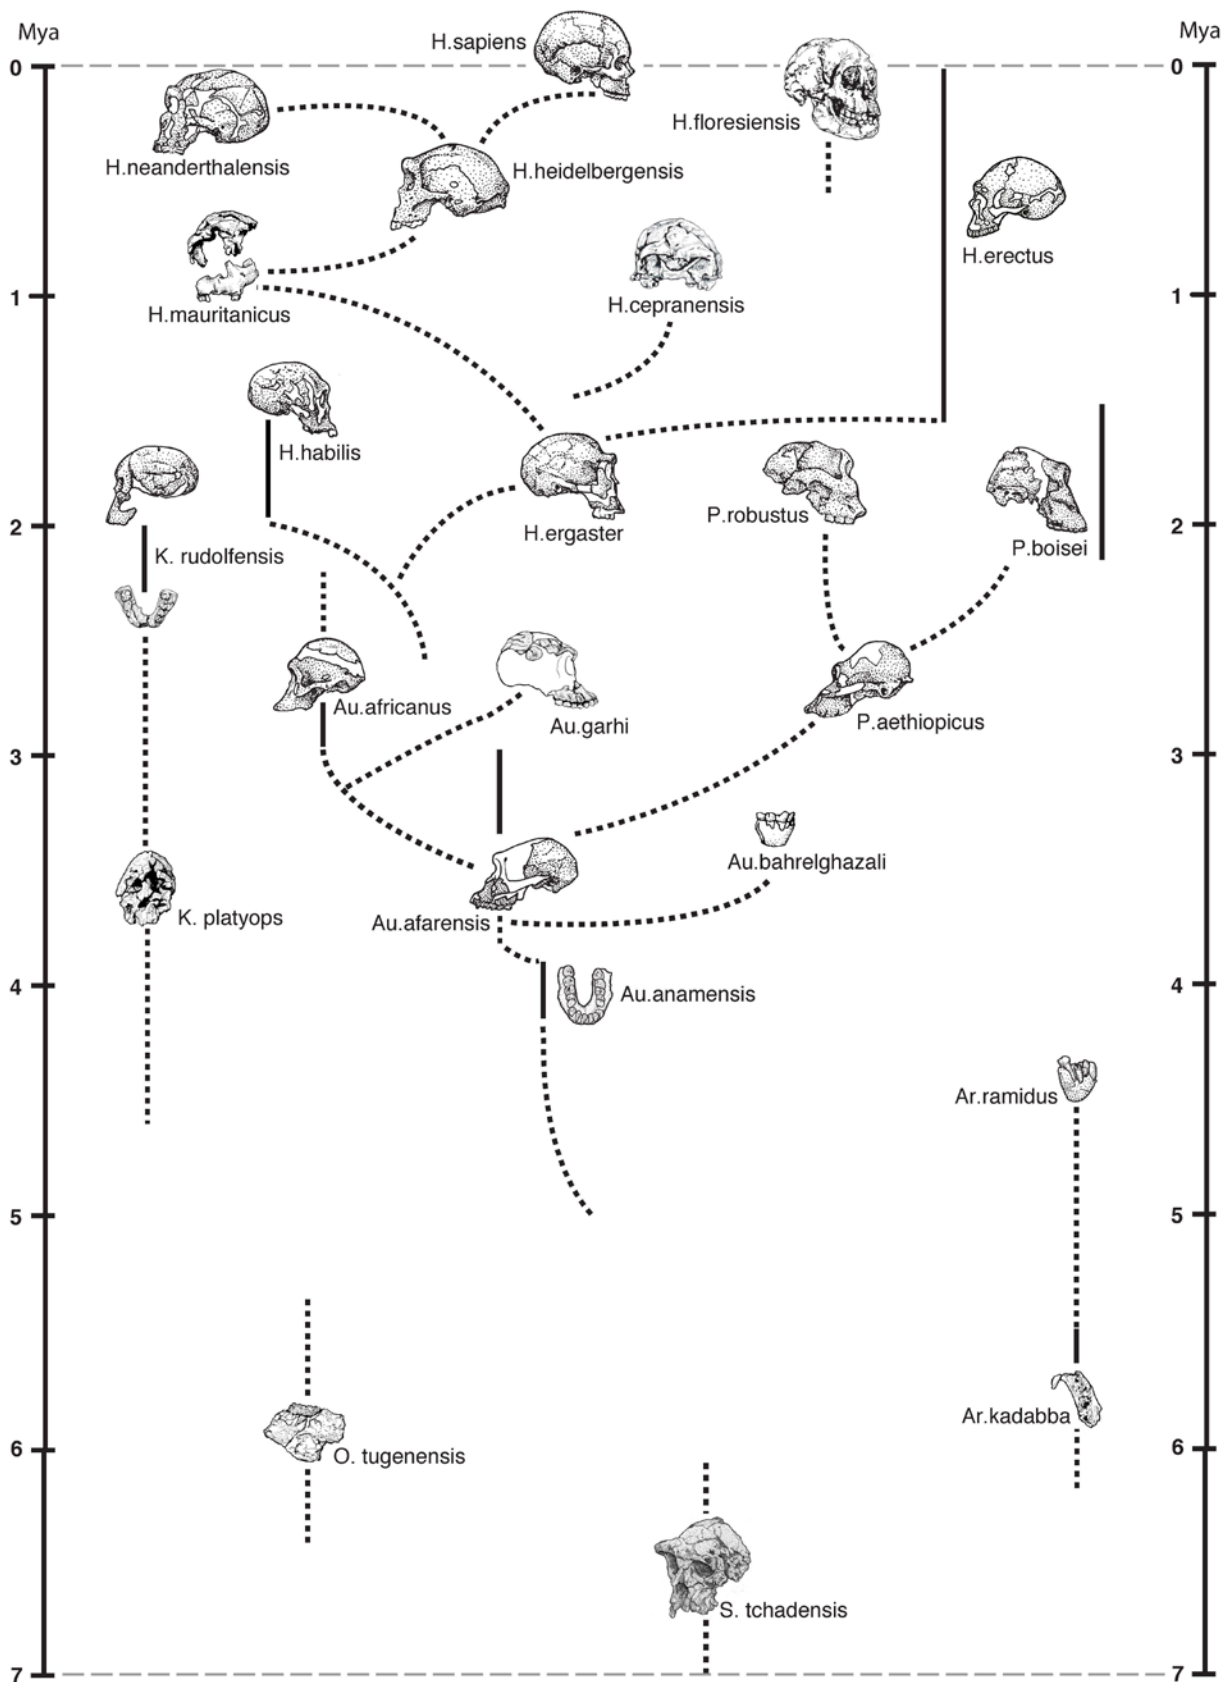 Mya
Mya
H.sapiens
0
0
H.floresiensis
H.neanderthalensis
H.heidelbergensis
H.erectus
1
H.mauritanicus
H.cepranensis
1
H.habilis
P.robustus
2
H.ergaster
2
P.boisei
K. rudolfensis
Au.africanus
Au.garhi
P.aethiopicus
3
3
Au.bahrelghazali
K. platyops
Au.afarensis
4
Au.anamensis
4
Ar.ramidus
5
5
Ar.kadabba
6
O. tugenensis
6
S. tchadensis
7
7